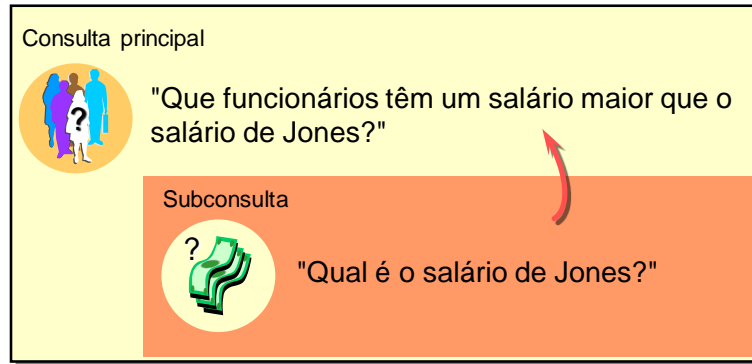 Consulta principal
"Que funcionários têm um salário maior que o
salário de Jones?"
?
Subconsulta
?
"Qual é o salário de Jones?"